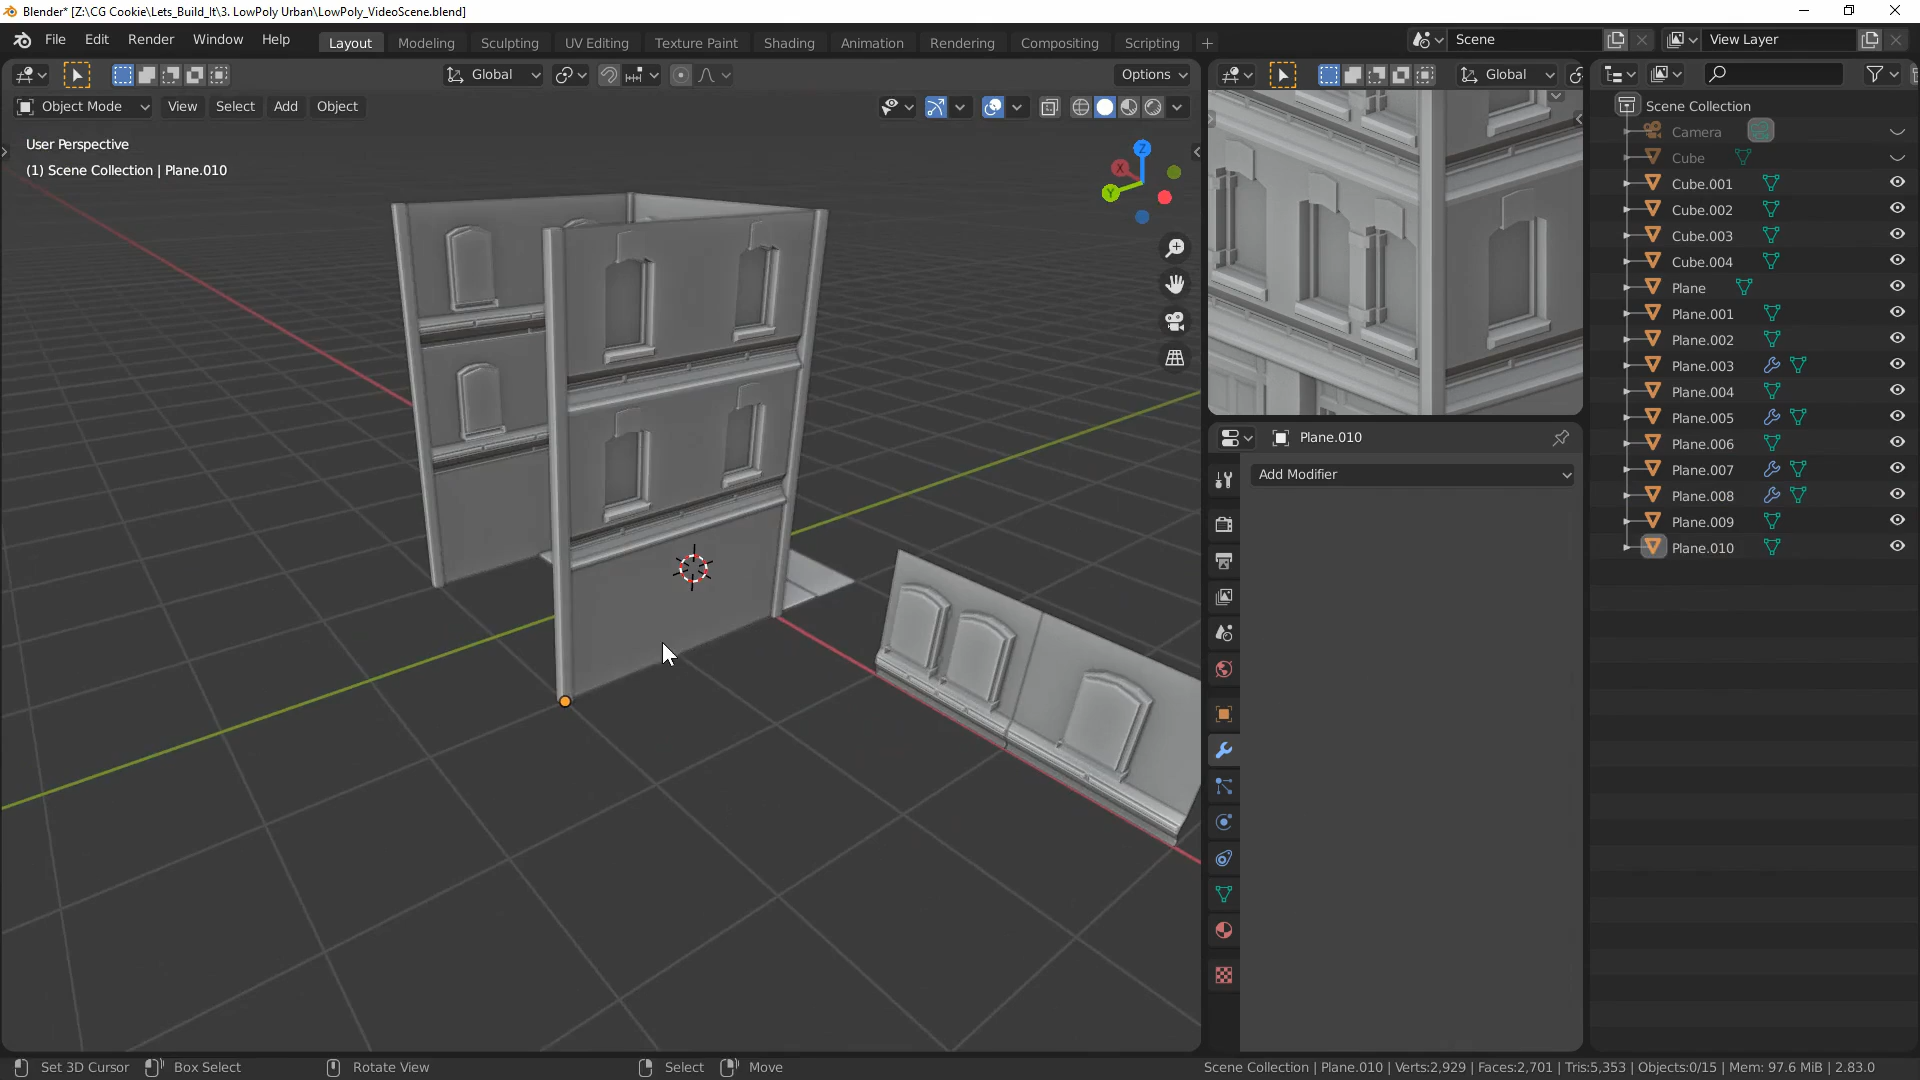 Blender* [Z:\CG Cookie\Lets_Build_It\3. LowPoly Urban\LowPoly_VideoScene.blend]
File Edit Render Window Help Layout Modeling Sculpting UV Editing Texture Paint Shading Animation Rendering Compositing Scripting Scene View Layer
Global Options Global
Object Mode View Select Add Object
User Perspective
(1) Scene Collection | Plane.010
Z
X
Y
Scene Collection
Camera
Cube
Cube.001
Cube.002
Cube.003
Cube.004
Plane
Plane.001
Plane.002
Plane.003
Plane.004
Plane.005
Plane.006
Plane.007
Plane.008
Plane.009
Plane.010
Plane.010
Add Modifier
Set 3D Cursor Box Select Rotate View Select Move Scene Collection | Plane.010 | Verts:2,929 | Faces:2,701 | Tris:5,353 | Objects:0/15 | Mem: 97.6 MiB | 2.83.0